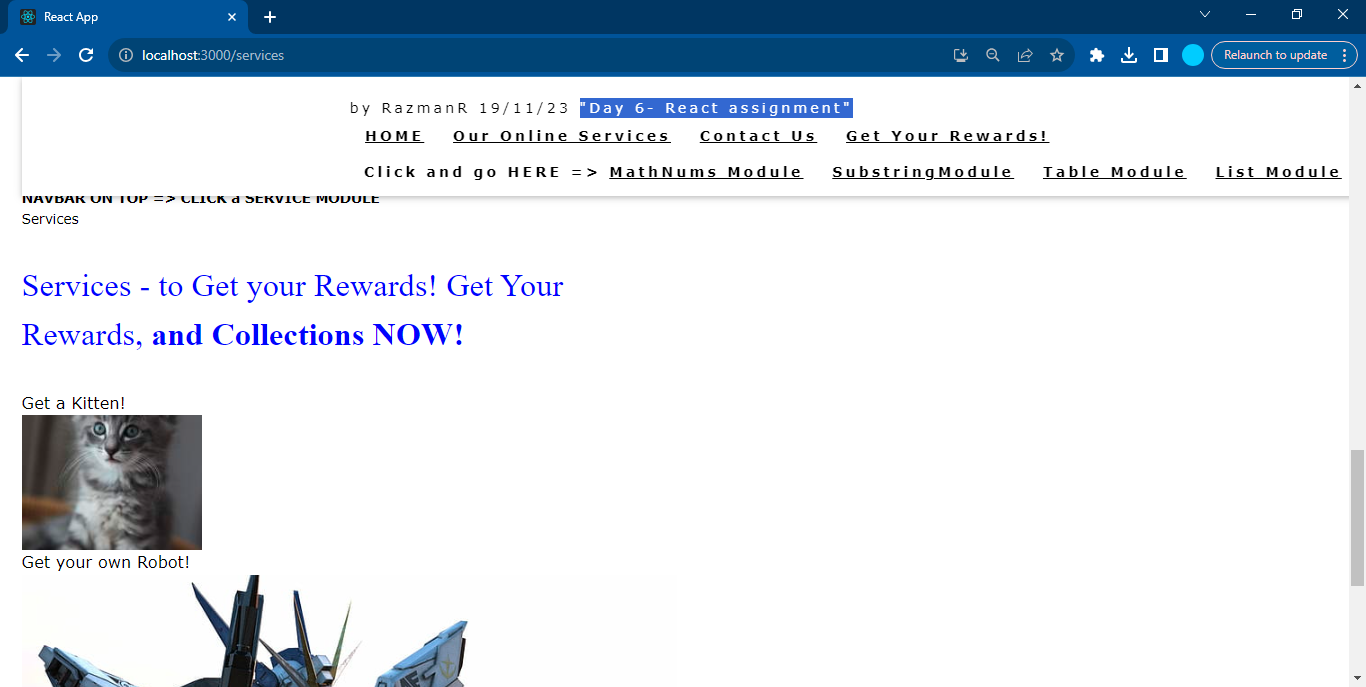 React App
localhost:3000/services
Relaunch to update
by RazmanR 19/11/23 "Day 6- React assignment"
HOME Our Online Services Contact Us Get Your Rewards!
Click and go HERE => MathNums Module SubstringModule Table Module List Module
NAVBAR ON TOP => CLICK a SERVICE MODULE
Services
Services - to Get your Rewards! Get Your
Rewards, and Collections NOW!
Get a Kitten!
Get your own Robot!